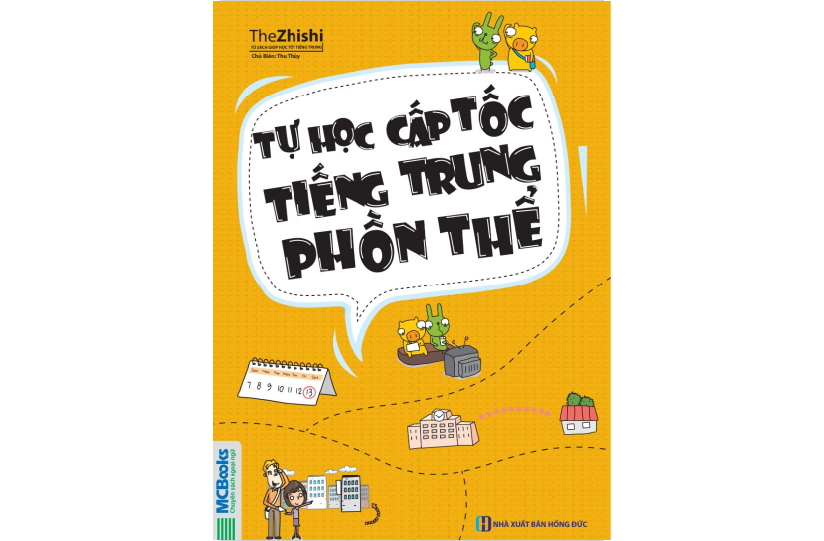 TheZhishi
TỦ SÁCH GIÚP HỌC TỐT TIẾNG TRUNG
Chủ Biên: Thu Thủy
TỰ HỌC CẤP TỐC
TIẾNG TRUNG
PHỒN THỂ
7 8 9 10 11 12 13
MCBooks
Chuyên sách ngoại ngữ
NHÀ XUẤT BẢN HỒNG ĐỨC